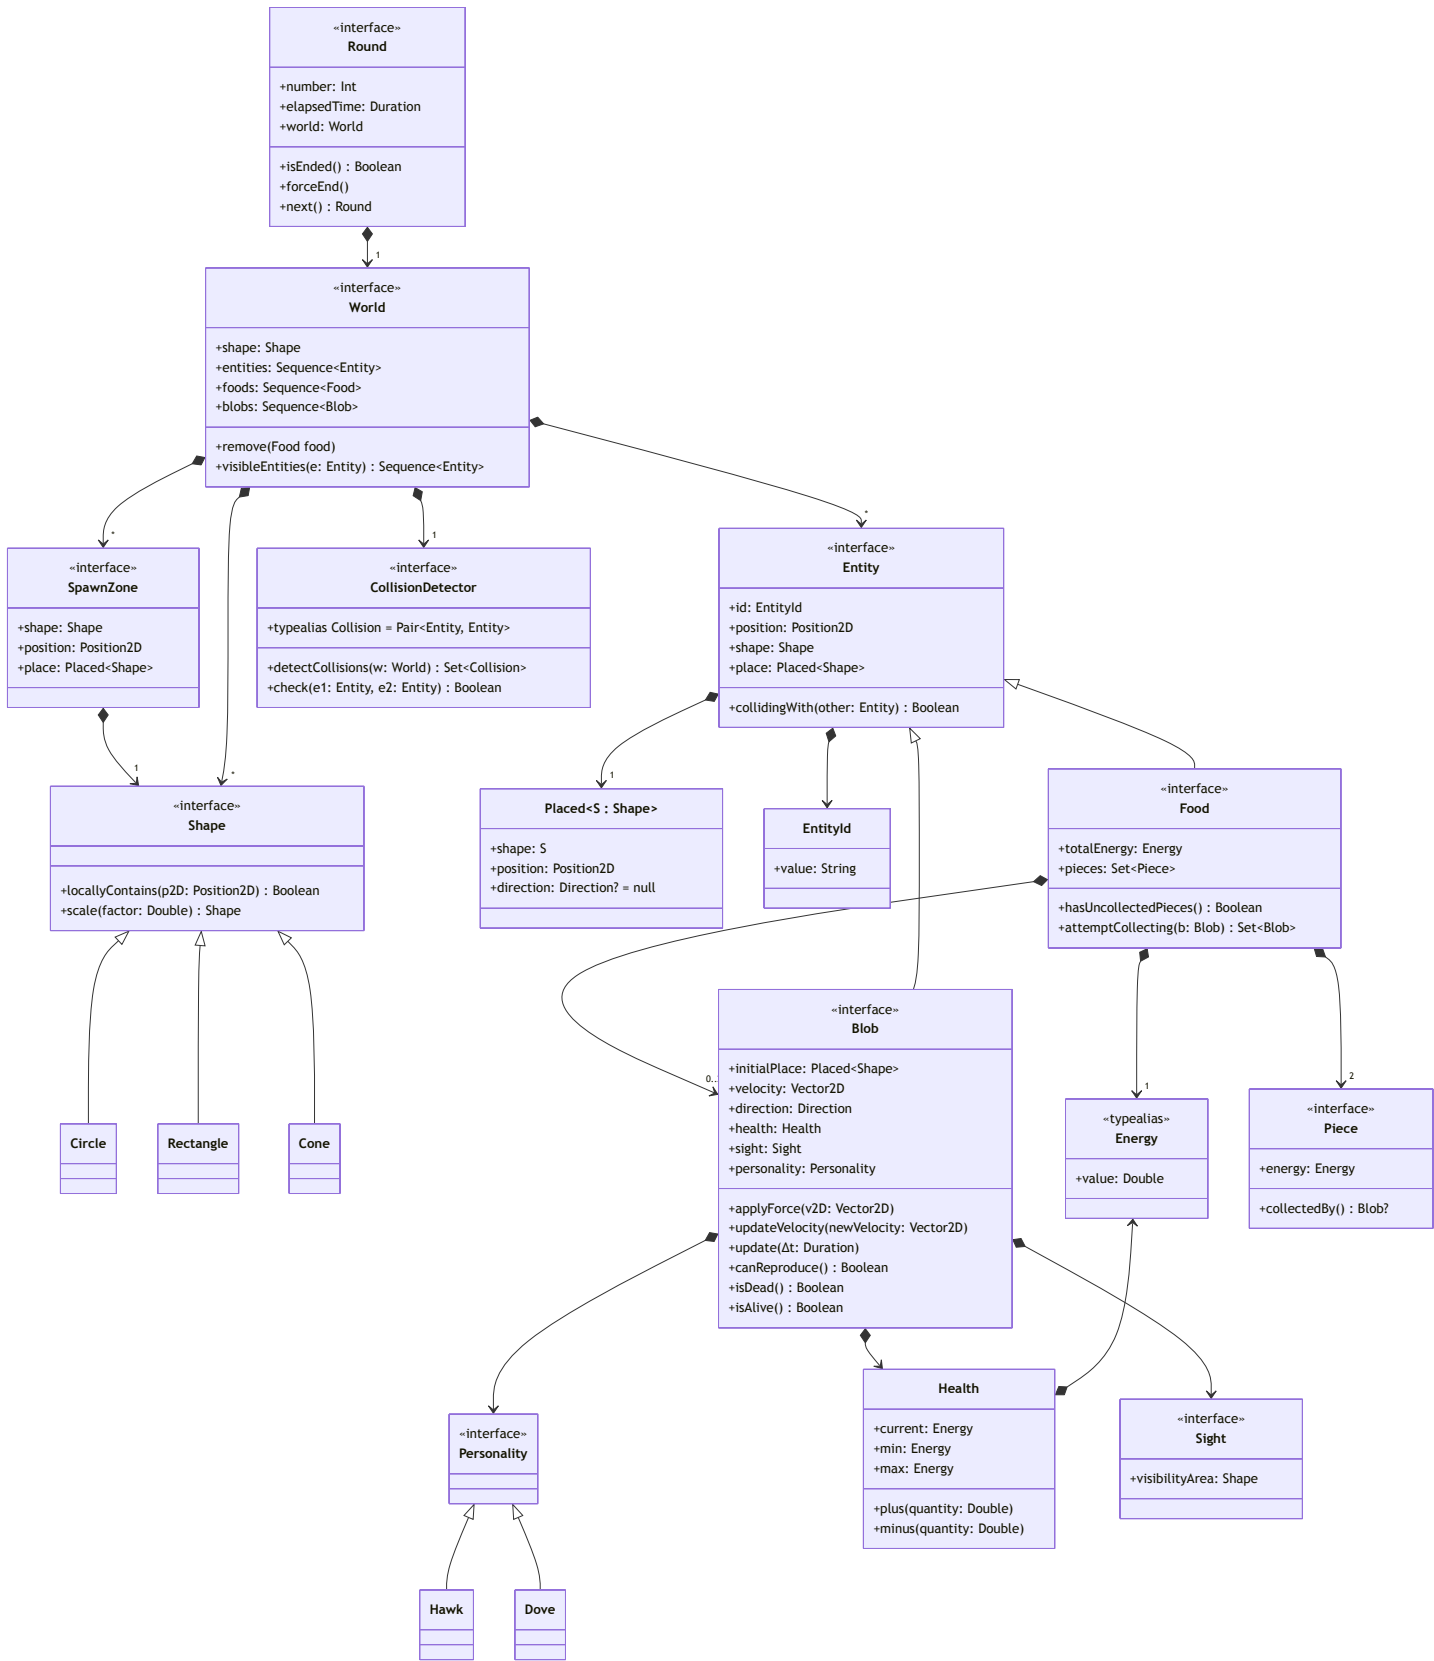 «interface»
Round
+number: Int
+elapsedTime: Duration
+world: World
+isEnded() : Boolean
+forceEnd()
+next() : Round
1
«interface»
World
+shape: Shape
+entities: Sequence<Entity>
+foods: Sequence<Food>
+blobs: Sequence<Blob>
+remove(Food food)
+visibleEntities(e: Entity) : Sequence<Entity>
*
1
*
*
«interface»
SpawnZone
+shape: Shape
+position: Position2D
+place: Placed<Shape>
1
«interface»
CollisionDetector
+typealias Collision = Pair<Entity, Entity>
+detectCollisions(w: World) : Set<Collision>
+check(e1: Entity, e2: Entity) : Boolean
«interface»
Entity
+id: EntityId
+position: Position2D
+shape: Shape
+place: Placed<Shape>
+collidingWith(other: Entity) : Boolean
1
«interface»
Shape
+locallyContains(p2D: Position2D) : Boolean
+scale(factor: Double) : Shape
Placed<S : Shape>
+shape: S
+position: Position2D
+direction: Direction? = null
EntityId
+value: String
«interface»
Food
+totalEnergy: Energy
+pieces: Set<Piece>
+hasUncollectedPieces() : Boolean
+attemptCollecting(b: Blob) : Set<Blob>
0..
1
2
«interface»
Blob
+initialPlace: Placed<Shape>
+velocity: Vector2D
+direction: Direction
+health: Health
+sight: Sight
+personality: Personality
+applyForce(v2D: Vector2D)
+updateVelocity(newVelocity: Vector2D)
+update(Δt: Duration)
+canReproduce() : Boolean
+isDead() : Boolean
+isAlive() : Boolean
Circle
Rectangle
Cone
«typealias»
Energy
+value: Double
«interface»
Piece
+energy: Energy
+collectedBy() : Blob?
«interface»
Personality
Health
+current: Energy
+min: Energy
+max: Energy
+plus(quantity: Double)
+minus(quantity: Double)
«interface»
Sight
+visibilityArea: Shape
Hawk
Dove